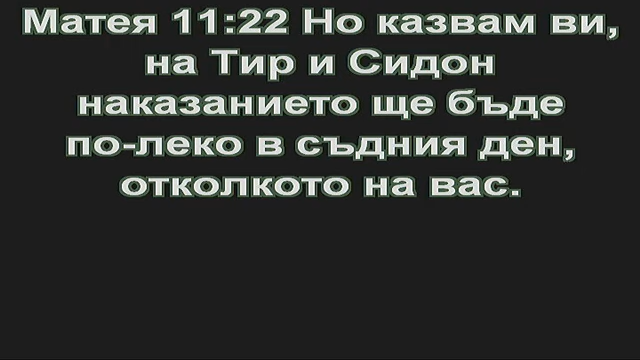 Матея 11:22 Но казвам ви,
на Тир и Сидон
наказанието ще бъде
по-леко в съдния ден,
отколкото на вас.